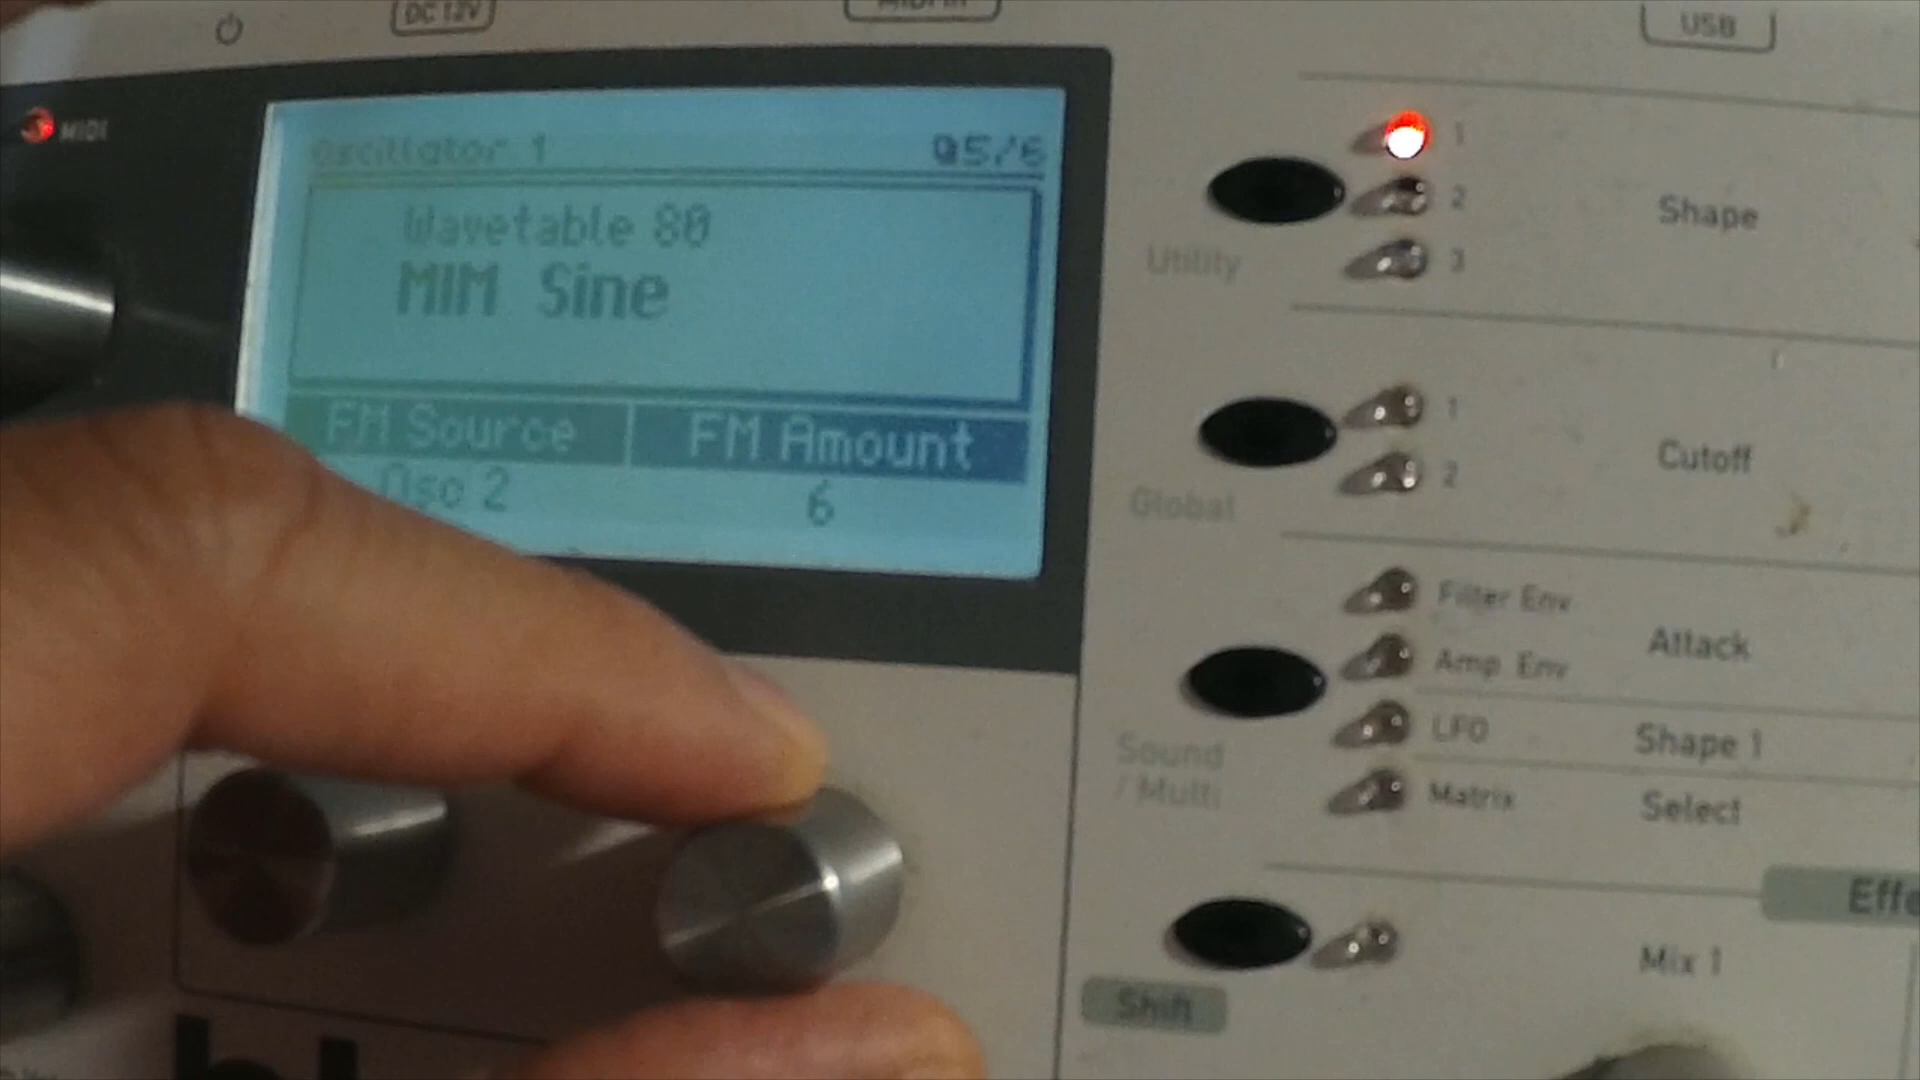 DC 12V
USB
MIDI
Oscillator 1 5/6
Wavetable 80
MIM Sine
FM Source FM Amount
Osc 2 6
1
2 Shape
3
Utility
1
2 Cutoff
Global
Filter Env
Amp Env Attack
LFO Shape 1
Matrix Select
Sound
/ Multi
Mix 1
Shift